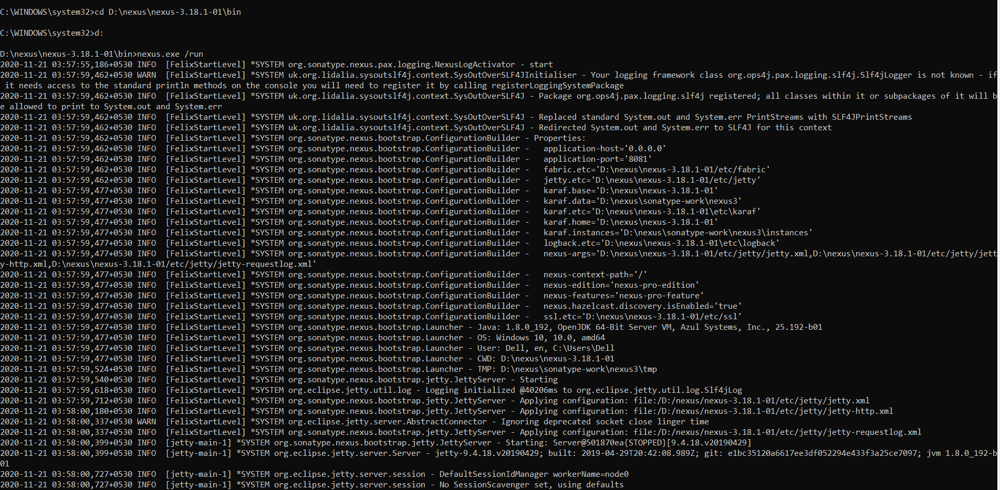 C:\WINDOWS\system32>cd D:\nexus\nexus-3.18.1-01\bin
C:\WINDOWS\system32>d:
D:\nexus\nexus-3.18.1-01\bin>nexus.exe /run
2020-11-21 03:57:55,186+0530 INFO  [FelixStartLevel] *SYSTEM org.sonatype.nexus.pax.logging.NexusLogActivator - start
2020-11-21 03:57:59,462+0530 WARN  [FelixStartLevel] *SYSTEM uk.org.lidalia.sysoutslf4j.context.SysOutOverSLF4JInitialiser - Your logging framework class org.ops4j.pax.logging.slf4j.Slf4jLogger is not known - if
 it needs access to the standard println methods on the console you will need to register it by calling registerLoggingSystemPackage
2020-11-21 03:57:59,462+0530 INFO  [FelixStartLevel] *SYSTEM uk.org.lidalia.sysoutslf4j.context.SysOutOverSLF4J - Package org.ops4j.pax.logging.slf4j registered; all classes within it or subpackages of it will b
e allowed to print to System.out and System.err
2020-11-21 03:57:59,462+0530 INFO  [FelixStartLevel] *SYSTEM uk.org.lidalia.sysoutslf4j.context.SysOutOverSLF4J - Replaced standard System.out and System.err PrintStreams with SLF4JPrintStreams
2020-11-21 03:57:59,462+0530 INFO  [FelixStartLevel] *SYSTEM uk.org.lidalia.sysoutslf4j.context.SysOutOverSLF4J - Redirected System.out and System.err to SLF4J for this context
2020-11-21 03:57:59,462+0530 INFO  [FelixStartLevel] *SYSTEM org.sonatype.nexus.bootstrap.ConfigurationBuilder - Properties:
2020-11-21 03:57:59,462+0530 INFO  [FelixStartLevel] *SYSTEM org.sonatype.nexus.bootstrap.ConfigurationBuilder -   application-host='0.0.0.0'
2020-11-21 03:57:59,462+0530 INFO  [FelixStartLevel] *SYSTEM org.sonatype.nexus.bootstrap.ConfigurationBuilder -   application-port='8081'
2020-11-21 03:57:59,462+0530 INFO  [FelixStartLevel] *SYSTEM org.sonatype.nexus.bootstrap.ConfigurationBuilder -   fabric.etc='D:\nexus\nexus-3.18.1-01/etc/fabric'
2020-11-21 03:57:59,462+0530 INFO  [FelixStartLevel] *SYSTEM org.sonatype.nexus.bootstrap.ConfigurationBuilder -   jetty.etc='D:\nexus\nexus-3.18.1-01/etc/jetty'
2020-11-21 03:57:59,477+0530 INFO  [FelixStartLevel] *SYSTEM org.sonatype.nexus.bootstrap.ConfigurationBuilder -   karaf.base='D:\nexus\nexus-3.18.1-01'
2020-11-21 03:57:59,477+0530 INFO  [FelixStartLevel] *SYSTEM org.sonatype.nexus.bootstrap.ConfigurationBuilder -   karaf.data='D:\nexus\sonatype-work\nexus3'
2020-11-21 03:57:59,477+0530 INFO  [FelixStartLevel] *SYSTEM org.sonatype.nexus.bootstrap.ConfigurationBuilder -   karaf.etc='D:\nexus\nexus-3.18.1-01\etc\karaf'
2020-11-21 03:57:59,477+0530 INFO  [FelixStartLevel] *SYSTEM org.sonatype.nexus.bootstrap.ConfigurationBuilder -   karaf.home='D:\nexus\nexus-3.18.1-01'
2020-11-21 03:57:59,477+0530 INFO  [FelixStartLevel] *SYSTEM org.sonatype.nexus.bootstrap.ConfigurationBuilder -   karaf.instances='D:\nexus\sonatype-work\nexus3\instances'
2020-11-21 03:57:59,477+0530 INFO  [FelixStartLevel] *SYSTEM org.sonatype.nexus.bootstrap.ConfigurationBuilder -   logback.etc='D:\nexus\nexus-3.18.1-01\etc\logback'
2020-11-21 03:57:59,477+0530 INFO  [FelixStartLevel] *SYSTEM org.sonatype.nexus.bootstrap.ConfigurationBuilder -   nexus-args='D:\nexus\nexus-3.18.1-01/etc/jetty/jetty.xml,D:\nexus\nexus-3.18.1-01/etc/jetty/jett
y-http.xml,D:\nexus\nexus-3.18.1-01/etc/jetty/jetty-requestlog.xml'
2020-11-21 03:57:59,477+0530 INFO  [FelixStartLevel] *SYSTEM org.sonatype.nexus.bootstrap.ConfigurationBuilder -   nexus-context-path='/'
2020-11-21 03:57:59,477+0530 INFO  [FelixStartLevel] *SYSTEM org.sonatype.nexus.bootstrap.ConfigurationBuilder -   nexus-edition='nexus-pro-edition'
2020-11-21 03:57:59,477+0530 INFO  [FelixStartLevel] *SYSTEM org.sonatype.nexus.bootstrap.ConfigurationBuilder -   nexus-features='nexus-pro-feature'
2020-11-21 03:57:59,477+0530 INFO  [FelixStartLevel] *SYSTEM org.sonatype.nexus.bootstrap.ConfigurationBuilder -   nexus.hazelcast.discovery.isEnabled='true'
2020-11-21 03:57:59,477+0530 INFO  [FelixStartLevel] *SYSTEM org.sonatype.nexus.bootstrap.ConfigurationBuilder -   ssl.etc='D:\nexus\nexus-3.18.1-01/etc/ssl'
2020-11-21 03:57:59,477+0530 INFO  [FelixStartLevel] *SYSTEM org.sonatype.nexus.bootstrap.Launcher - Java: 1.8.0_192, OpenJDK 64-Bit Server VM, Azul Systems, Inc., 25.192-b01
2020-11-21 03:57:59,477+0530 INFO  [FelixStartLevel] *SYSTEM org.sonatype.nexus.bootstrap.Launcher - OS: Windows 10, 10.0, amd64
2020-11-21 03:57:59,477+0530 INFO  [FelixStartLevel] *SYSTEM org.sonatype.nexus.bootstrap.Launcher - User: Dell, en, C:\Users\Dell
2020-11-21 03:57:59,477+0530 INFO  [FelixStartLevel] *SYSTEM org.sonatype.nexus.bootstrap.Launcher - CWD: D:\nexus\nexus-3.18.1-01
2020-11-21 03:57:59,524+0530 INFO  [FelixStartLevel] *SYSTEM org.sonatype.nexus.bootstrap.Launcher - TMP: D:\nexus\sonatype-work\nexus3\tmp
2020-11-21 03:57:59,540+0530 INFO  [FelixStartLevel] *SYSTEM org.sonatype.nexus.bootstrap.jetty.JettyServer - Starting
2020-11-21 03:57:59,618+0530 INFO  [FelixStartLevel] *SYSTEM org.eclipse.jetty.util.log - Logging initialized @40206ms to org.eclipse.jetty.util.log.Slf4jLog
2020-11-21 03:57:59,712+0530 INFO  [FelixStartLevel] *SYSTEM org.sonatype.nexus.bootstrap.jetty.JettyServer - Applying configuration: file:/D:/nexus/nexus-3.18.1-01/etc/jetty/jetty.xml
2020-11-21 03:58:00,180+0530 INFO  [FelixStartLevel] *SYSTEM org.sonatype.nexus.bootstrap.jetty.JettyServer - Applying configuration: file:/D:/nexus/nexus-3.18.1-01/etc/jetty/jetty-http.xml
2020-11-21 03:58:00,337+0530 WARN  [FelixStartLevel] *SYSTEM org.eclipse.jetty.server.AbstractConnector - Ignoring deprecated socket close linger time
2020-11-21 03:58:00,337+0530 INFO  [FelixStartLevel] *SYSTEM org.sonatype.nexus.bootstrap.jetty.JettyServer - Applying configuration: file:/D:/nexus/nexus-3.18.1-01/etc/jetty/jetty-requestlog.xml
2020-11-21 03:58:00,399+0530 INFO  [jetty-main-1] *SYSTEM org.sonatype.nexus.bootstrap.jetty.JettyServer - Starting: Server@501870ea{STOPPED}[9.4.18.v20190429]
2020-11-21 03:58:00,399+0530 INFO  [jetty-main-1] *SYSTEM org.eclipse.jetty.server.Server - jetty-9.4.18.v20190429; built: 2019-04-29T20:42:08.989Z; git: e1bc35120a6617ee3df052294e433f3a25ce7097; jvm 1.8.0_192-b
01
2020-11-21 03:58:00,727+0530 INFO  [jetty-main-1] *SYSTEM org.eclipse.jetty.server.session - DefaultSessionIdManager workerName=node0
2020-11-21 03:58:00,727+0530 INFO  [jetty-main-1] *SYSTEM org.eclipse.jetty.server.session - No SessionScavenger set, using defaults